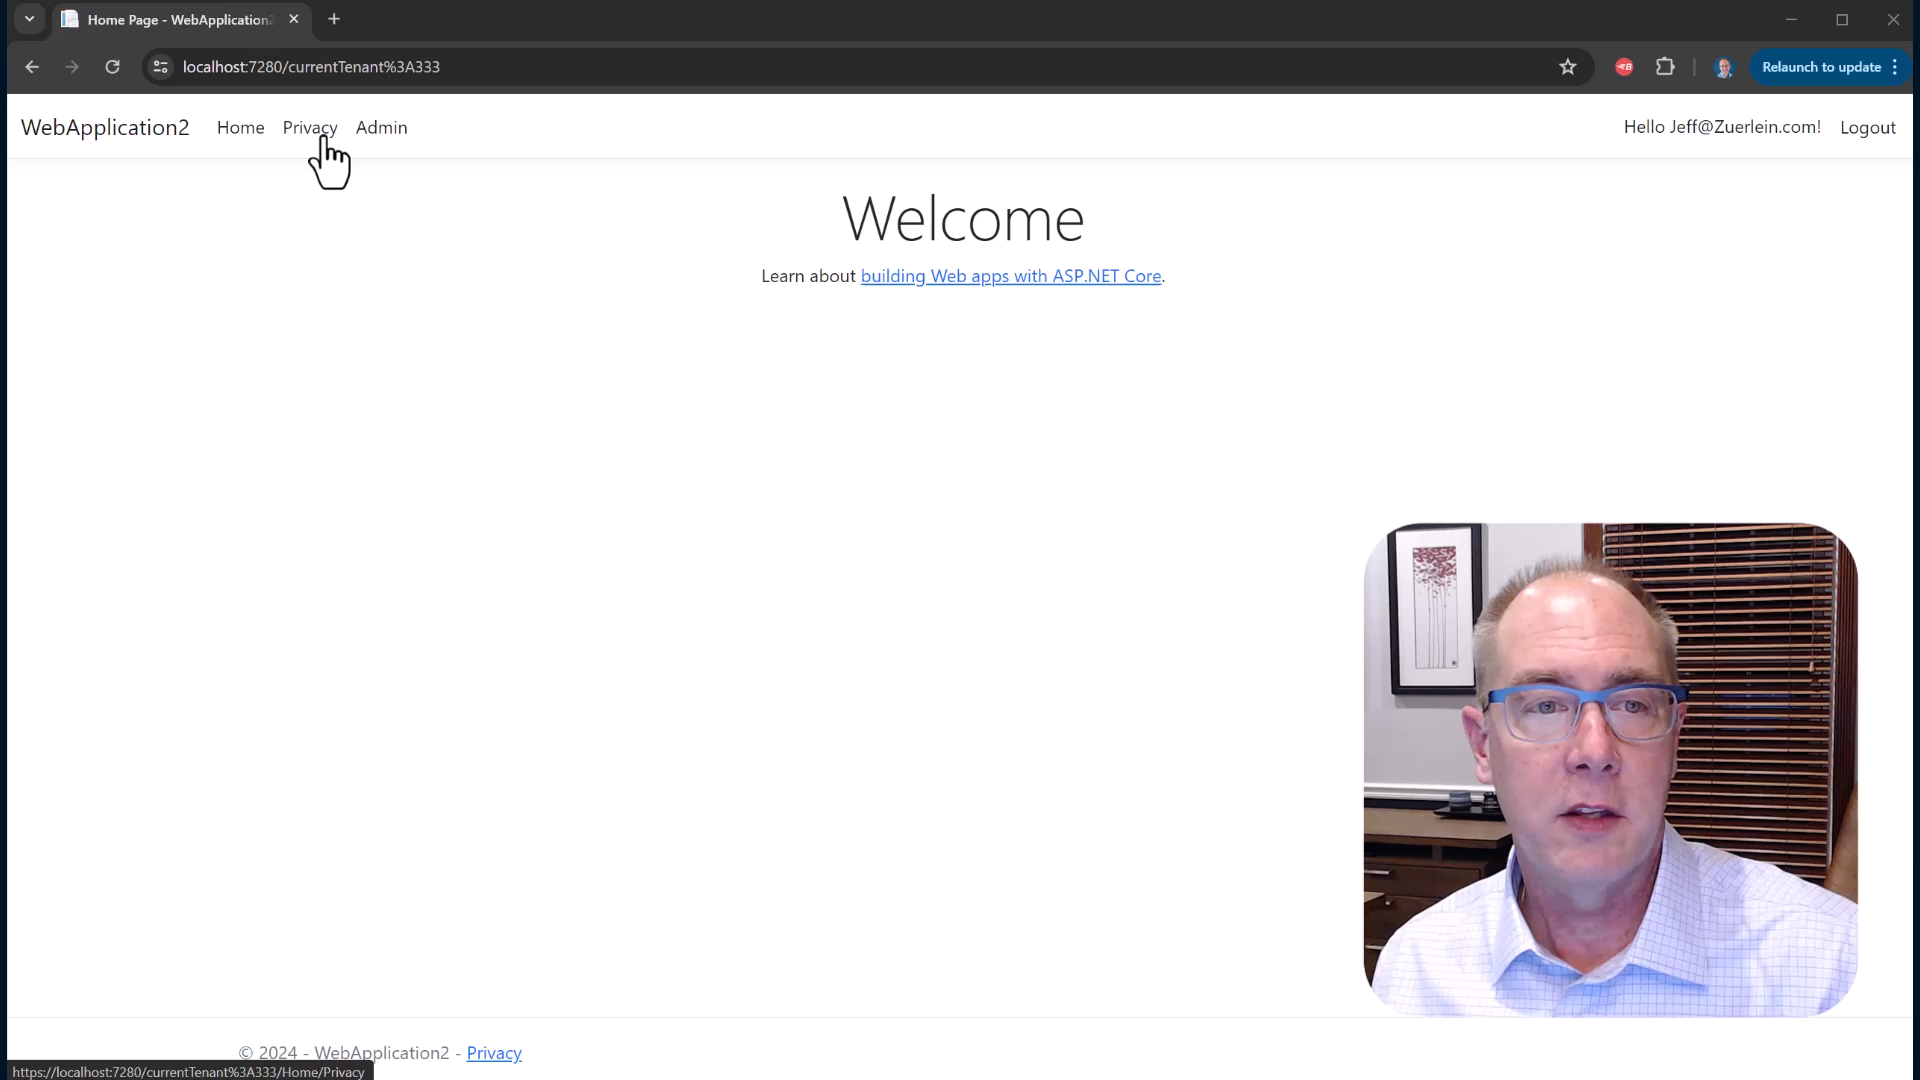 Home Page - WebApplication2
localhost:7280/currentTenant%3A333
Relaunch to update
WebApplication2 Home Privacy Admin Hello Jeff@Zuerlein.com! Logout
Welcome
Learn about building Web apps with ASP.NET Core.
© 2024 - WebApplication2 - Privacy
https://localhost:7280/currentTenant%3A333/Home/Privacy